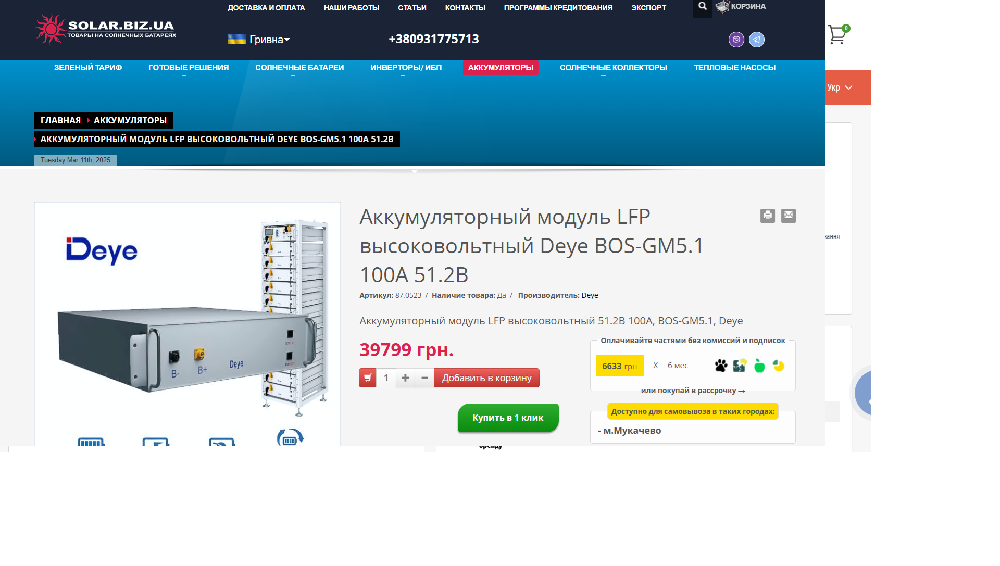 ДОСТАВКА И ОПЛАТА
НАШИ РАБОТЫ
СТАТЬИ
КОНТАКТЫ
ПРОГРАММЫ КРЕДИТОВАНИЯ
ЭКСПОРТ
КОРЗИНА
SOLAR.BIZ.UA
ТОВАРЫ НА СОЛНЕЧНЫХ БАТАРЕЯХ
Гривна
+380931775713
0
ЗЕЛЕНЫЙ ТАРИФ
ГОТОВЫЕ РЕШЕНИЯ
СОЛНЕЧНЫЕ БАТАРЕИ
ИНВЕРТОРЫ/ ИБП
АККУМУЛЯТОРЫ
СОЛНЕЧНЫЕ КОЛЛЕКТОРЫ
ТЕПЛОВЫЕ НАСОСЫ
Укр
ГЛАВНАЯ
АККУМУЛЯТОРЫ
АККУМУЛЯТОРНЫЙ МОДУЛЬ LFP ВЫСОКОВОЛЬТНЫЙ DEYE BOS-GM5.1 100А 51.2В
Tuesday Mar 11th, 2025
Deye
B-
B+
Deye
Аккумуляторный модуль LFP
высоковольтный Deye BOS-GM5.1
100А 51.2В
Артикул: 87,0523 / Наличие товара: Да / Производитель: Deye
Аккумуляторный модуль LFP высоковольтный 51.2В 100А, BOS-GM5.1, Deye
39799 грн.
1
Добавить в корзину
Купить в 1 клик
Оплачивайте частями без комиссий и подписок
6633 грн X 6 мес
или покупай в рассрочку →
Доступно для самовывоза в таких городах:
- м.Мукачево